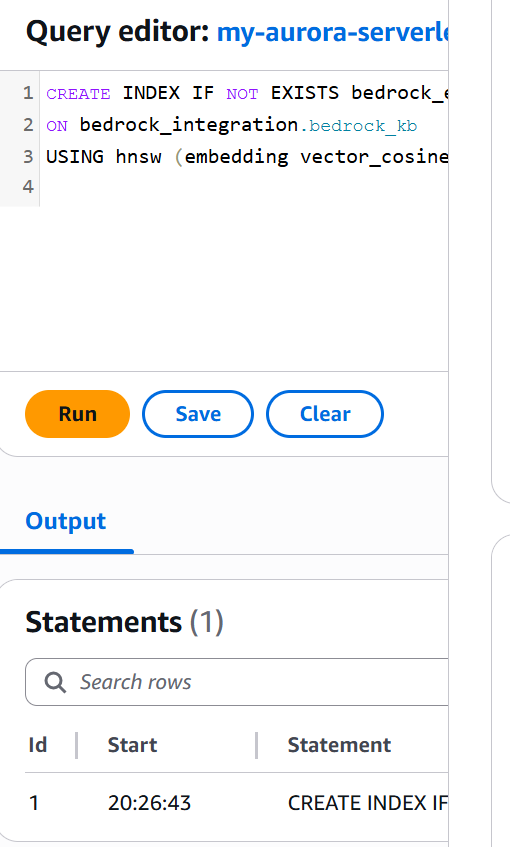 Query editor: my-aurora-serverle
1 CREATE INDEX IF NOT EXISTS bedrock_e
2 ON bedrock_integration.bedrock_kb
3 USING hnsw (embedding vector_cosine
4
Run Save Clear
Output
Statements (1)
Search rows
Id Start Statement
1 20:26:43 CREATE INDEX IF